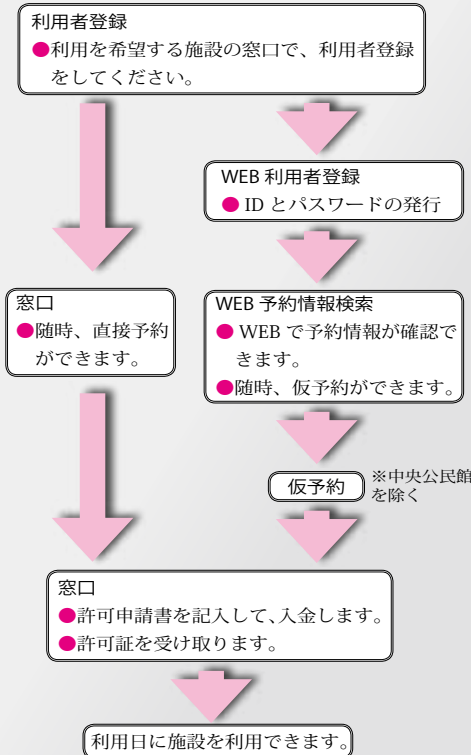 利用者登録
●利用を希望する施設の窓口で、利用者登録
をしてください。
WEB 利用者登録
● ID とパスワードの発行
窓口
●随時、直接予約
ができます。
WEB 予約情報検索
● WEB で予約情報が確認で
きます。
●随時、仮予約ができます。
仮予約
※中央公民館
を除く
窓口
●許可申請書を記入して、入金します。
●許可証を受け取ります。
利用日に施設を利用できます。